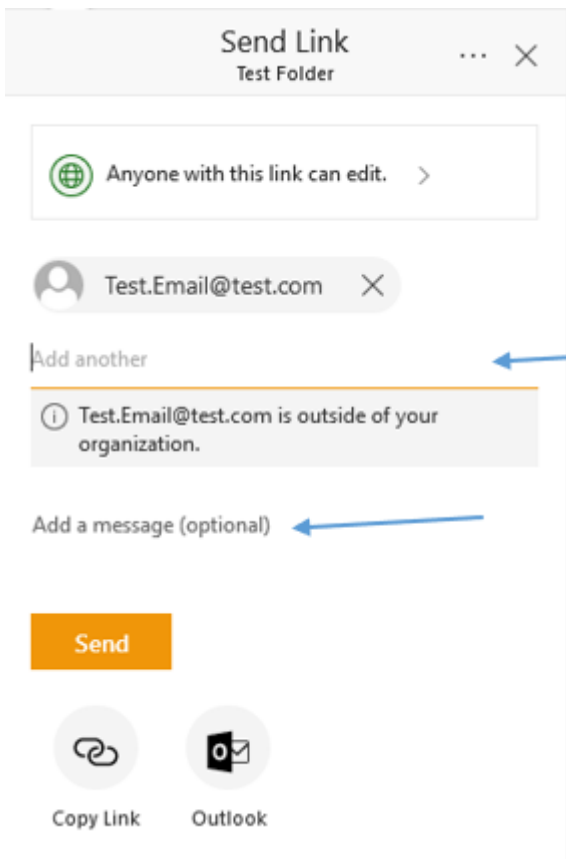 Send Link
Test Folder
Anyone with this link can edit.
Test.Email@test.com
Add another
Test.Email@test.com is outside of your
organization.
Add a message (optional)
Send
Copy Link
Outlook